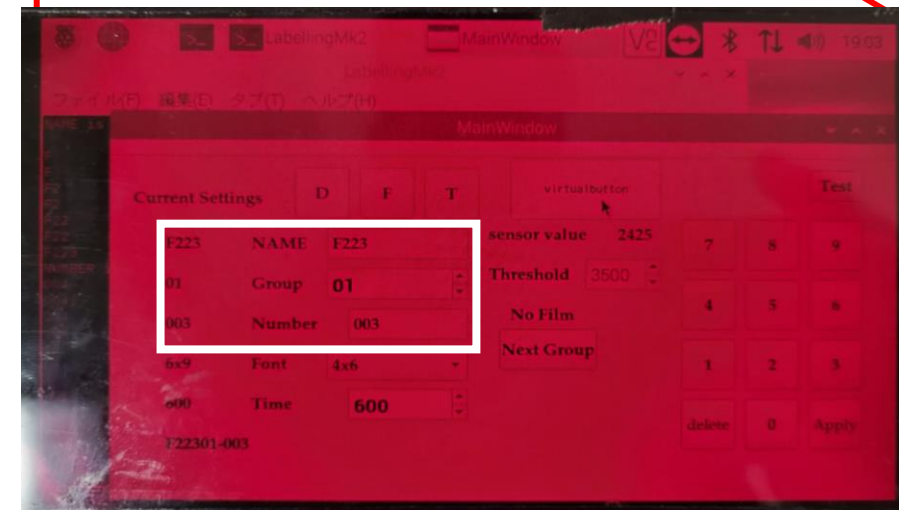 LabellingMk2 MainWindow V2 19:03
LabellingMk2
ファイル(F) 編集(E) タブ(T) ヘルプ(H)
NAME is
MainWindow
Current Settings D F T virtualbutton Test
F223 NAME F223 sensor value 2425 7 8 9
01 Group 01 Threshold 3500
003 Number 003 No Film 4 5 6
6x9 Font 4x6 Next Group 1 2 3
600 Time 600
F22301-003 delete 0 Apply